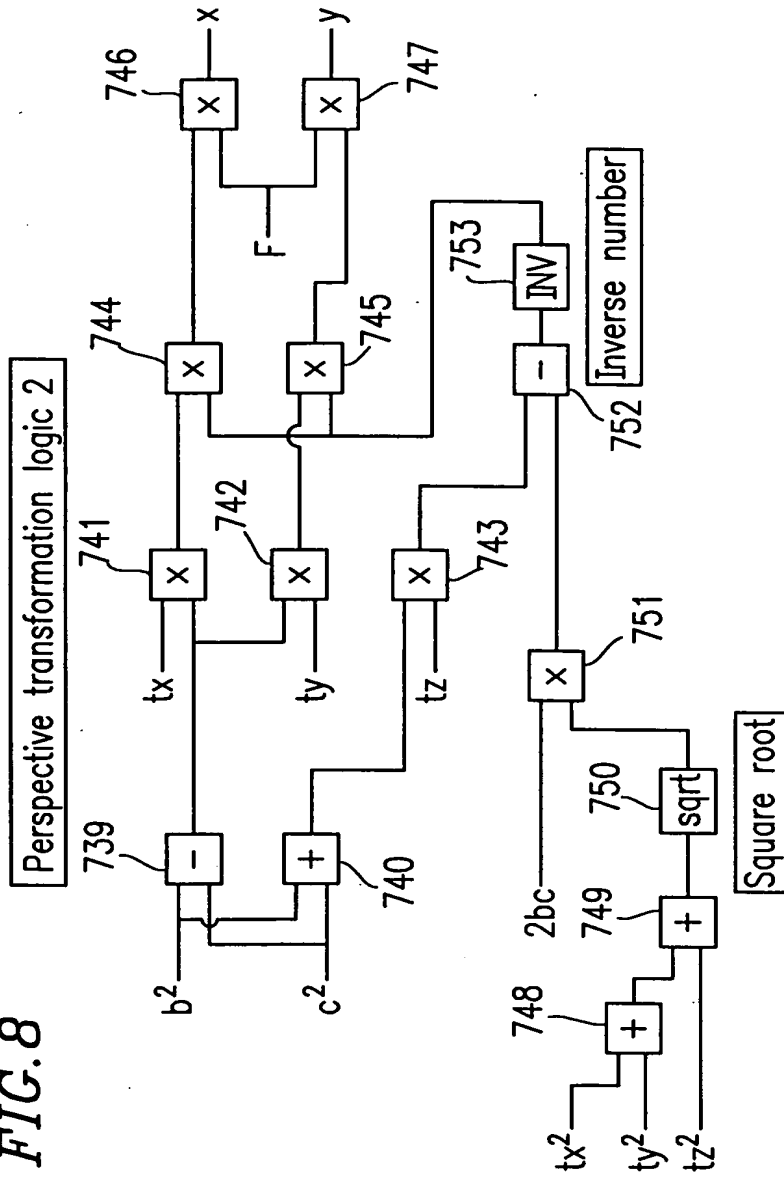 FIG. 8
Perspective transformation logic 2
b²
c²
739
-
740
+
tx
ty
tz
741
X
742
X
743
X
744
X
745
X
F
746
X
x
747
X
y
tx²
ty²
tz²
748
+
749
+
750
sqrt
Square root
2bc
751
X
752
-
753
INV
Inverse number